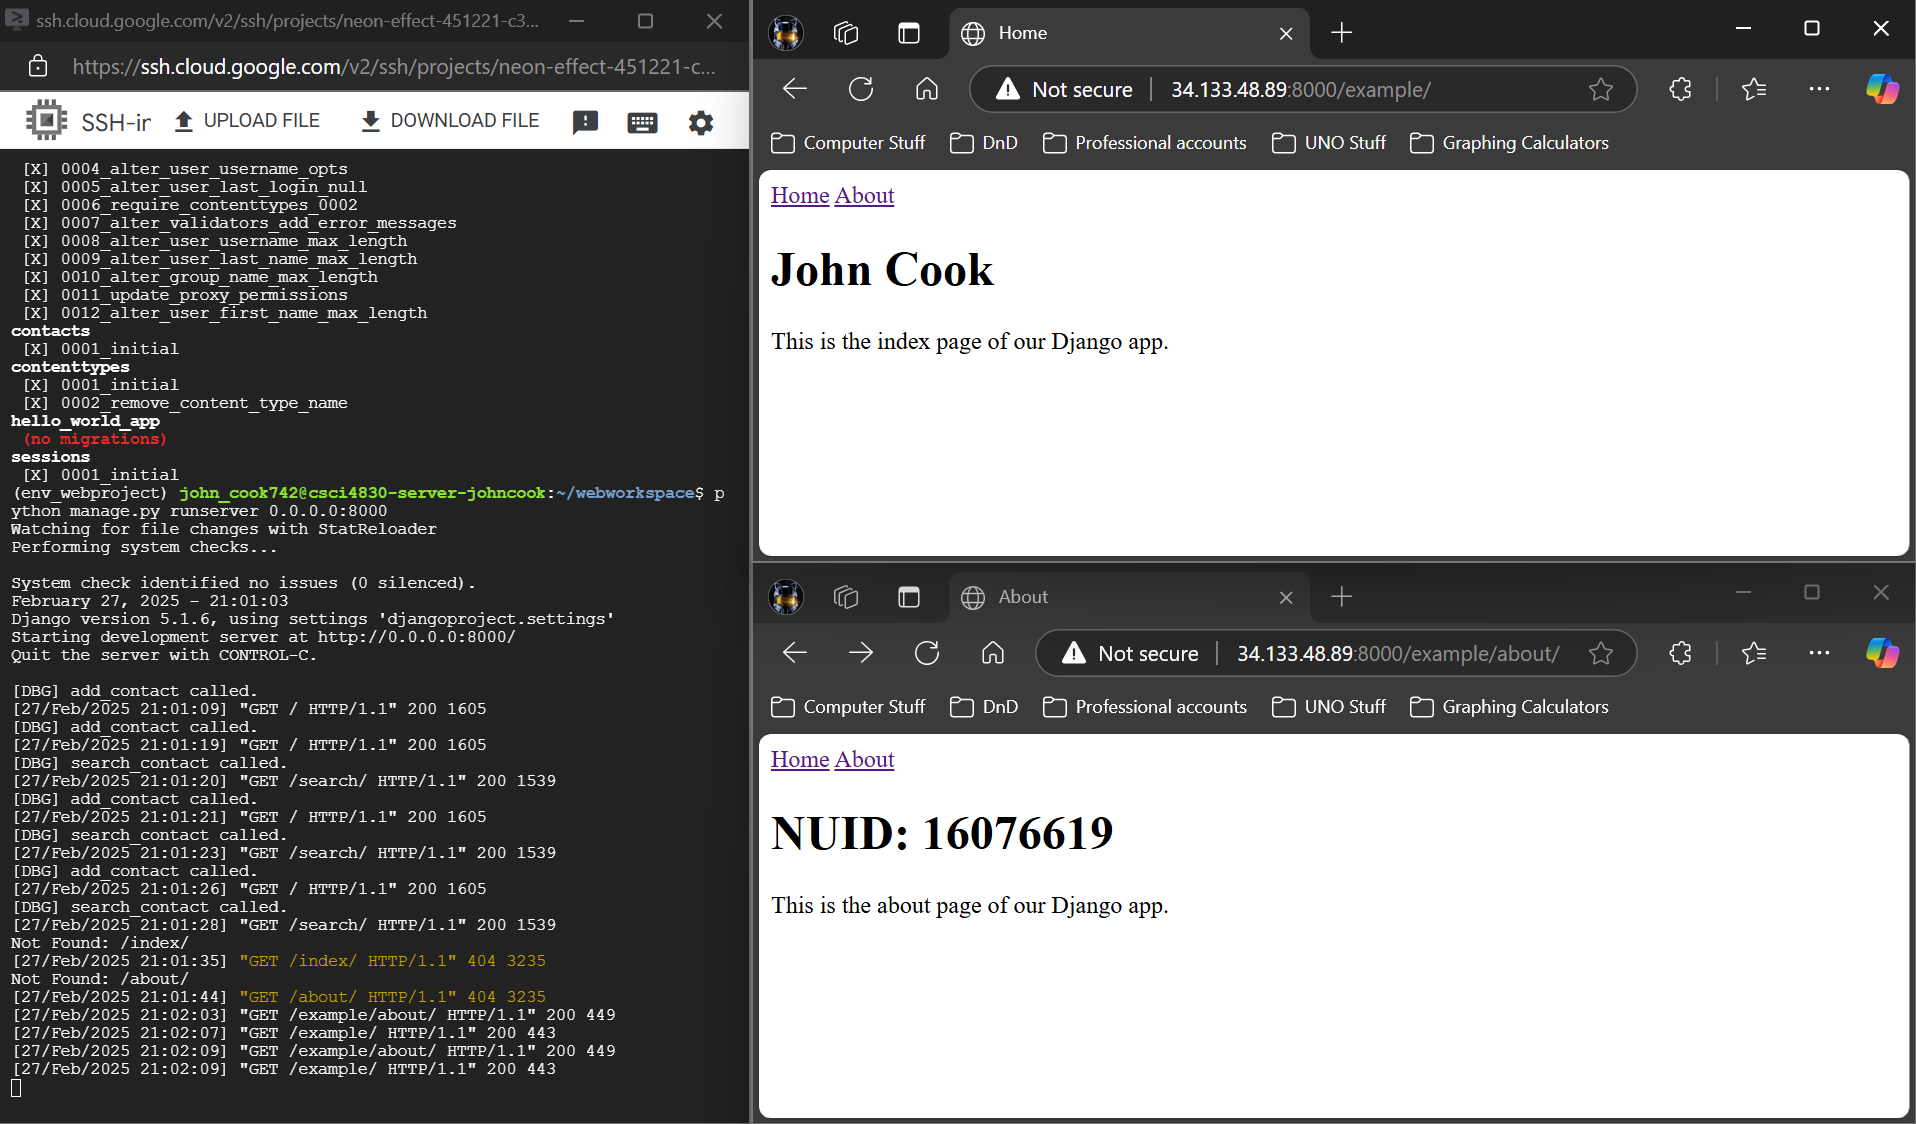 ssh.cloud.google.com/v2/ssh/projects/neon-effect-451221-c3...
https://ssh.cloud.google.com/v2/ssh/projects/neon-effect-451221-c...
SSH-in UPLOAD FILE DOWNLOAD FILE
[X] 0004_alter_user_username_opts
[X] 0005_alter_user_last_login_null
[X] 0006_require_contenttypes_0002
[X] 0007_alter_validators_add_error_messages
[X] 0008_alter_user_username_max_length
[X] 0009_alter_user_last_name_max_length
[X] 0010_alter_group_name_max_length
[X] 0011_update_proxy_permissions
[X] 0012_alter_user_first_name_max_length
contacts
[X] 0001_initial
contenttypes
[X] 0001_initial
[X] 0002_remove_content_type_name
hello_world_app
(no migrations)
sessions
[X] 0001_initial
(env_webproject) john_cook742@csci4830-server-johncook:~/webworkspace$ p
ython manage.py runserver 0.0.0.0:8000
Watching for file changes with StatReloader
Performing system checks...
System check identified no issues (0 silenced).
February 27, 2025 - 21:01:03
Django version 5.1.6, using settings 'djangoproject.settings'
Starting development server at http://0.0.0.0:8000/
Quit the server with CONTROL-C.
[DBG] add_contact called.
[27/Feb/2025 21:01:09] "GET / HTTP/1.1" 200 1605
[DBG] add_contact called.
[27/Feb/2025 21:01:19] "GET / HTTP/1.1" 200 1605
[DBG] search_contact called.
[27/Feb/2025 21:01:20] "GET /search/ HTTP/1.1" 200 1539
[DBG] add_contact called.
[27/Feb/2025 21:01:21] "GET / HTTP/1.1" 200 1605
[DBG] search_contact called.
[27/Feb/2025 21:01:23] "GET /search/ HTTP/1.1" 200 1539
[DBG] add_contact called.
[27/Feb/2025 21:01:26] "GET / HTTP/1.1" 200 1605
[DBG] search_contact called.
[27/Feb/2025 21:01:28] "GET /search/ HTTP/1.1" 200 1539
Not Found: /index/
[27/Feb/2025 21:01:35] "GET /index/ HTTP/1.1" 404 3235
Not Found: /about/
[27/Feb/2025 21:01:44] "GET /about/ HTTP/1.1" 404 3235
[27/Feb/2025 21:02:03] "GET /example/about/ HTTP/1.1" 200 449
[27/Feb/2025 21:02:07] "GET /example/ HTTP/1.1" 200 443
[27/Feb/2025 21:02:09] "GET /example/about/ HTTP/1.1" 200 449
[27/Feb/2025 21:02:09] "GET /example/ HTTP/1.1" 200 443
Home
Not secure 34.133.48.89:8000/example/
Computer Stuff DnD Professional accounts UNO Stuff Graphing Calculators
Home About
John Cook
This is the index page of our Django app.
About
Not secure 34.133.48.89:8000/example/about/
Computer Stuff DnD Professional accounts UNO Stuff Graphing Calculators
Home About
NUID: 16076619
This is the about page of our Django app.